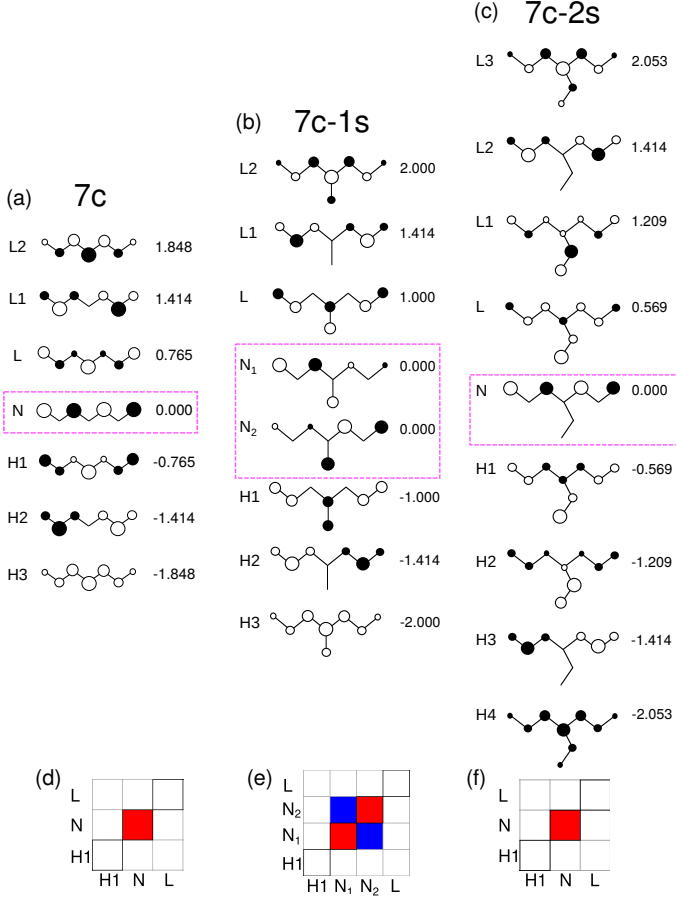 (a) 7c
L2 1.848
L1 1.414
L 0.765
N 0.000
H1 -0.765
H2 -1.414
H3 -1.848
(b) 7c-1s
L2 2.000
L1 1.414
L 1.000
N₁ 0.000
N₂ 0.000
H1 -1.000
H2 -1.414
H3 -2.000
(c) 7c-2s
L3 2.053
L2 1.414
L1 1.209
L 0.569
N 0.000
H1 -0.569
H2 -1.209
H3 -1.414
H4 -2.053
(d)
L
N
H1
H1 N L
(e)
L
N₂
N₁
H1
H1 N₁ N₂ L
(f)
L
N
H1
H1 N L